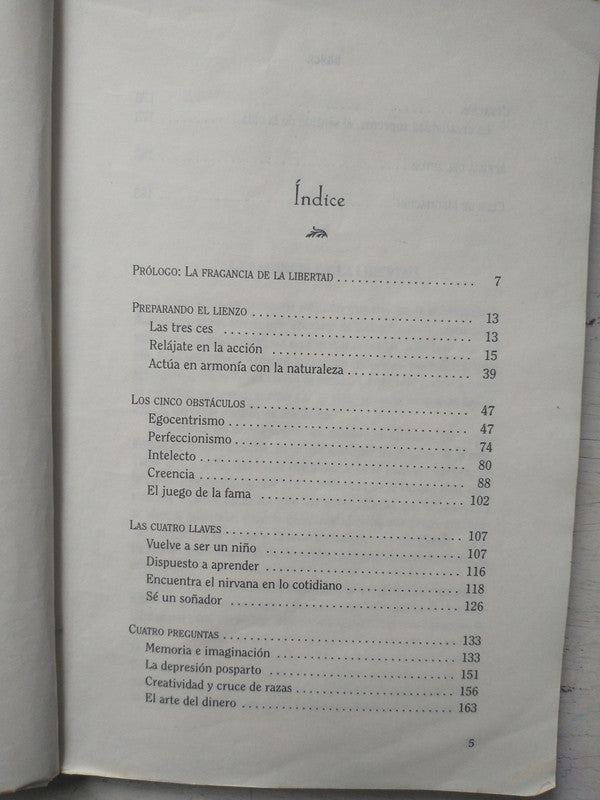 Índice
Prólogo: La fragancia de la libertad ........................ 7
Preparando el lienzo ........................ 13
Las tres ces ........................ 13
Relájate en la acción ........................ 15
Actúa en armonía con la naturaleza ........................ 39
Los cinco obstáculos ........................ 47
Egocentrismo ........................ 47
Perfeccionismo ........................ 74
Intelecto ........................ 80
Creencia ........................ 88
El juego de la fama ........................ 102
Las cuatro llaves ........................ 107
Vuelve a ser un niño ........................ 107
Dispuesto a aprender ........................ 116
Encuentra el nirvana en lo cotidiano ........................ 118
Sé un soñador ........................ 126
Cuatro preguntas ........................ 133
Memoria e imaginación ........................ 133
La depresión posparto ........................ 151
Creatividad y cruce de razas ........................ 156
El arte del dinero ........................ 163
5